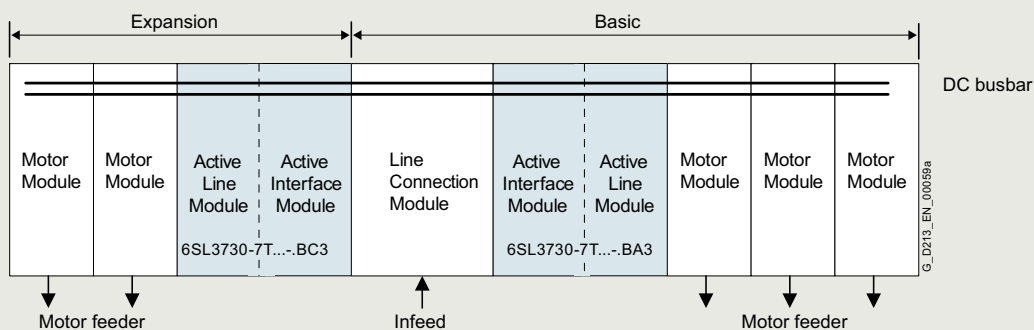 Expansion
Basic
DC busbar
Motor
Module
Motor
Module
Active
Line
Module
Active
Interface
Module
6SL3730-7T...-.BC3
Line
Connection
Module
Active
Interface
Module
Active
Line
Module
6SL3730-7T...-.BA3
Motor
Module
Motor
Module
Motor
Module
G_D213_EN_00059a
Motor feeder
Infeed
Motor feeder